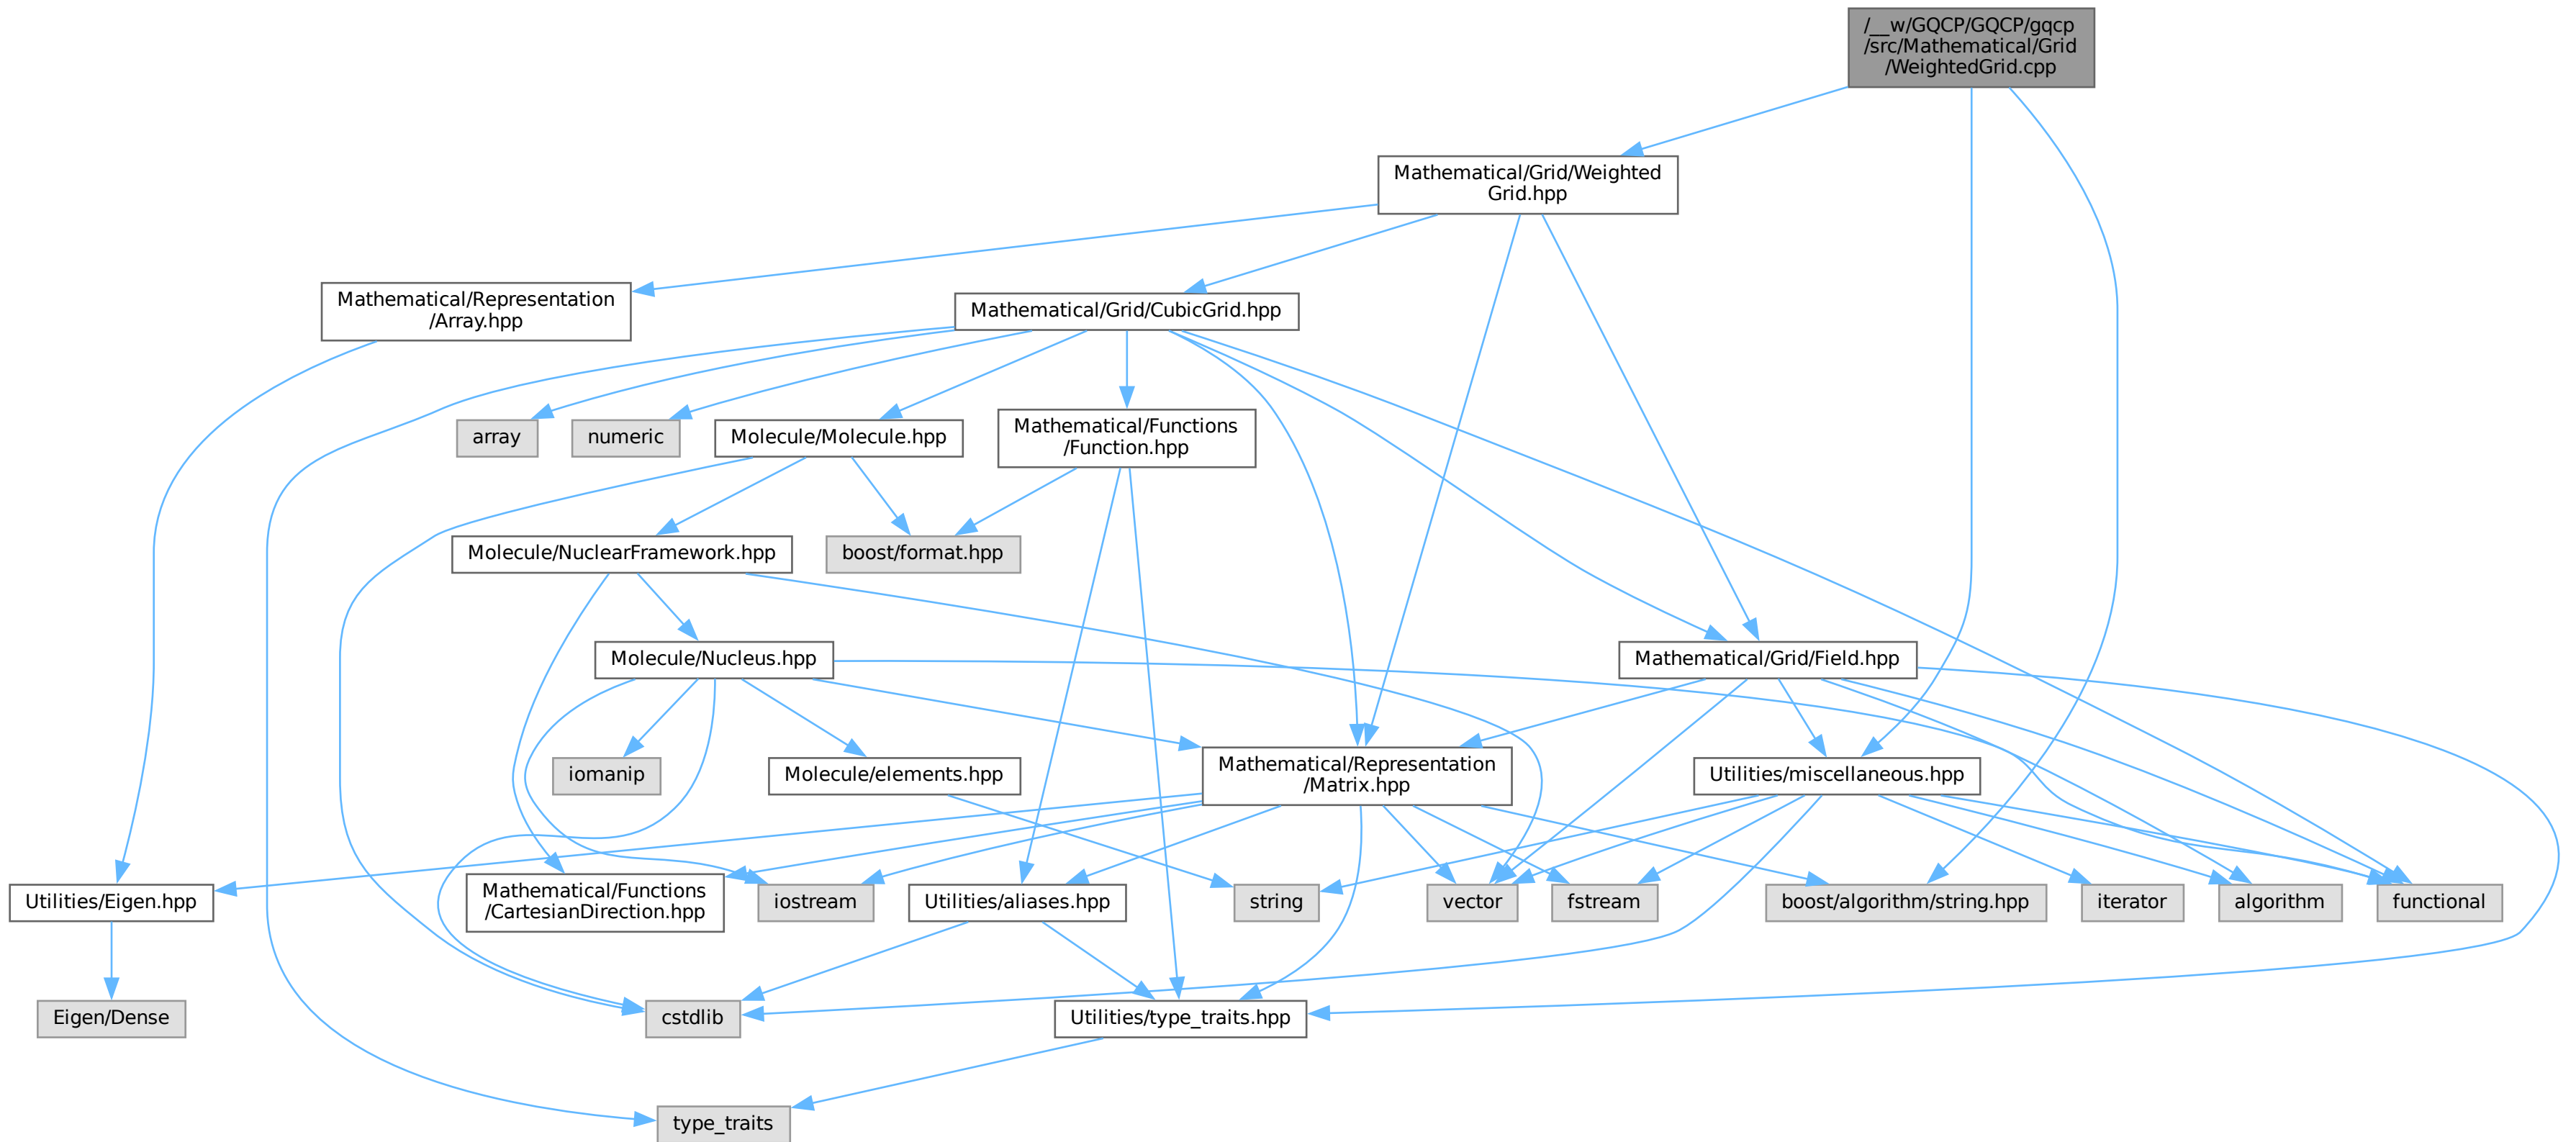 /__w/GQCP/GQCP/gqcp
/src/Mathematical/Grid
/WeightedGrid.cpp
Mathematical/Grid/Weighted
Grid.hpp
Mathematical/Representation
/Array.hpp
Mathematical/Grid/CubicGrid.hpp
array
numeric
Molecule/Molecule.hpp
Mathematical/Functions
/Function.hpp
Molecule/NuclearFramework.hpp
boost/format.hpp
Molecule/Nucleus.hpp
Mathematical/Grid/Field.hpp
iomanip
Molecule/elements.hpp
Mathematical/Representation
/Matrix.hpp
Utilities/miscellaneous.hpp
Utilities/Eigen.hpp
Mathematical/Functions
/CartesianDirection.hpp
iostream
Utilities/aliases.hpp
string
vector
fstream
boost/algorithm/string.hpp
iterator
algorithm
functional
Eigen/Dense
cstdlib
Utilities/type_traits.hpp
type_traits